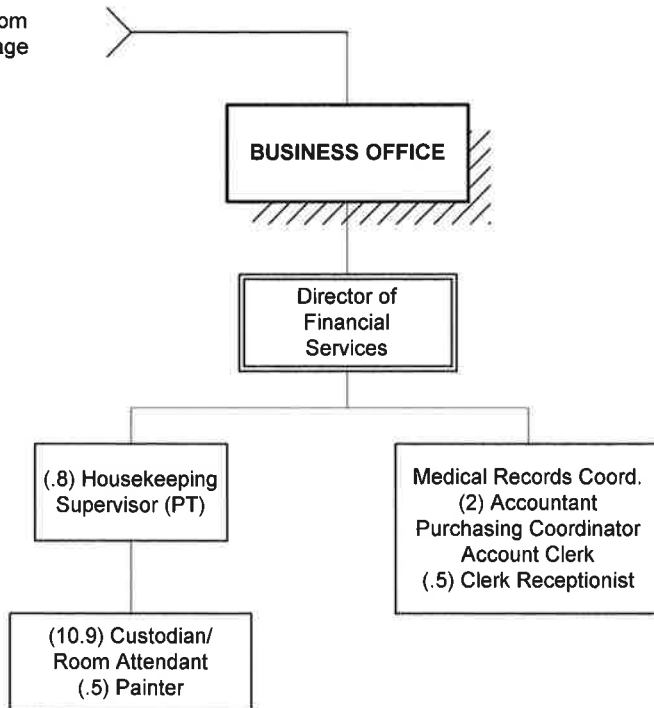 BUSINESS OFFICE
Director of
Financial
Services
(.8) Housekeeping
Supervisor (PT)
Medical Records Coord.
(2) Accountant
Purchasing Coordinator
Account Clerk
(.5) Clerk Receptionist
(10.9) Custodian/
Room Attendant
(.5) Painter